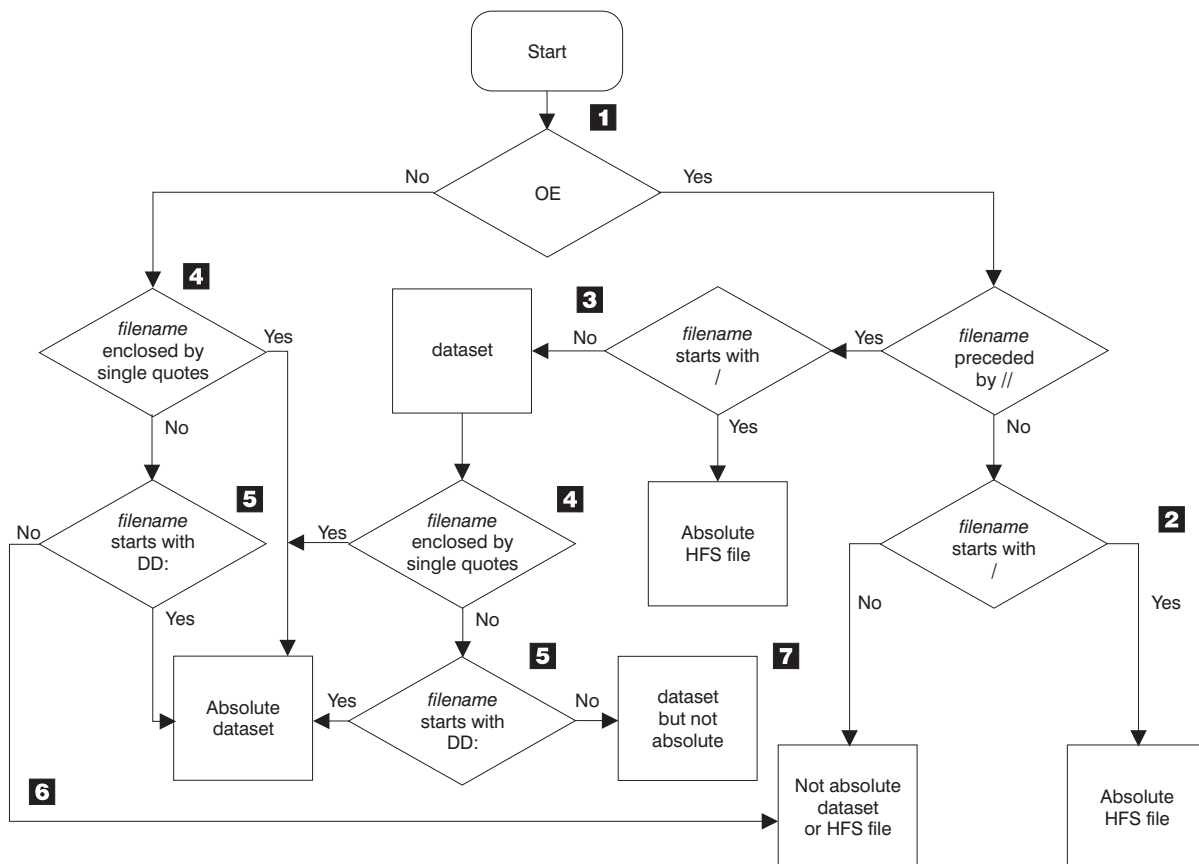 Start
1
OE
No
Yes
4
filename
enclosed by
single quotes
Yes
No
dataset
3
No
filename
starts with
/
Yes
Yes
filename
preceded
by //
No
5
filename
starts with
DD:
No
Yes
4
filename
enclosed by
single quotes
Yes
No
Absolute
HFS file
2
filename
starts with
/
No
Yes
Absolute
dataset
5
filename
starts with
DD:
Yes
No
7
dataset
but not
absolute
6
Not absolute
dataset
or HFS file
Absolute
HFS file